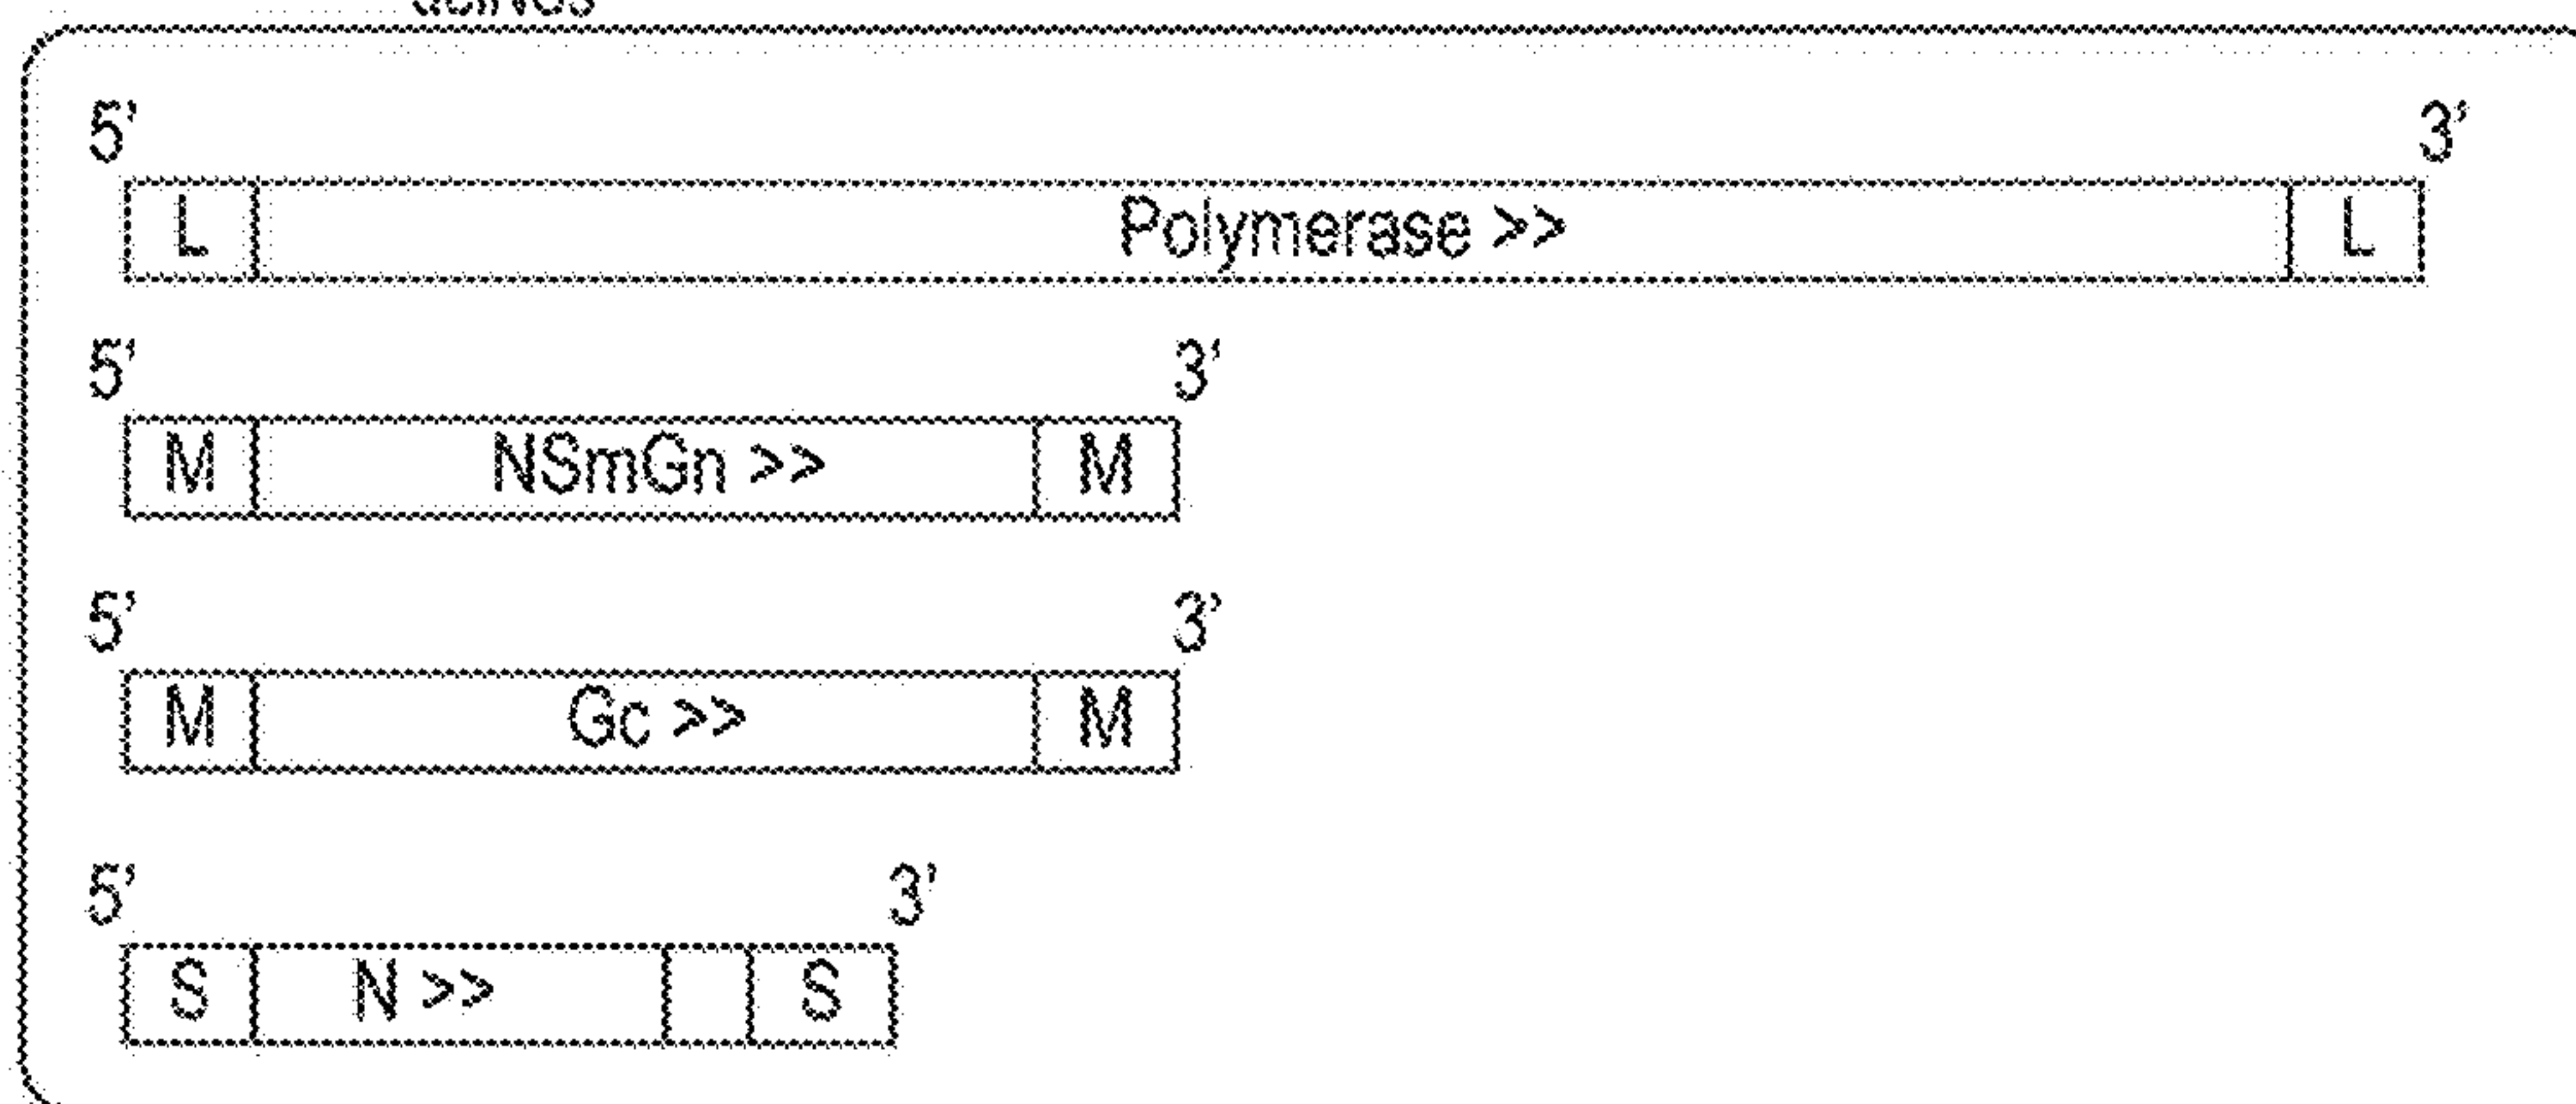 5' 3'
L Polymerase >> L
5' 3'
M NSmGn >> M
5' 3'
M Gc >> M
5' 3'
S N >> S